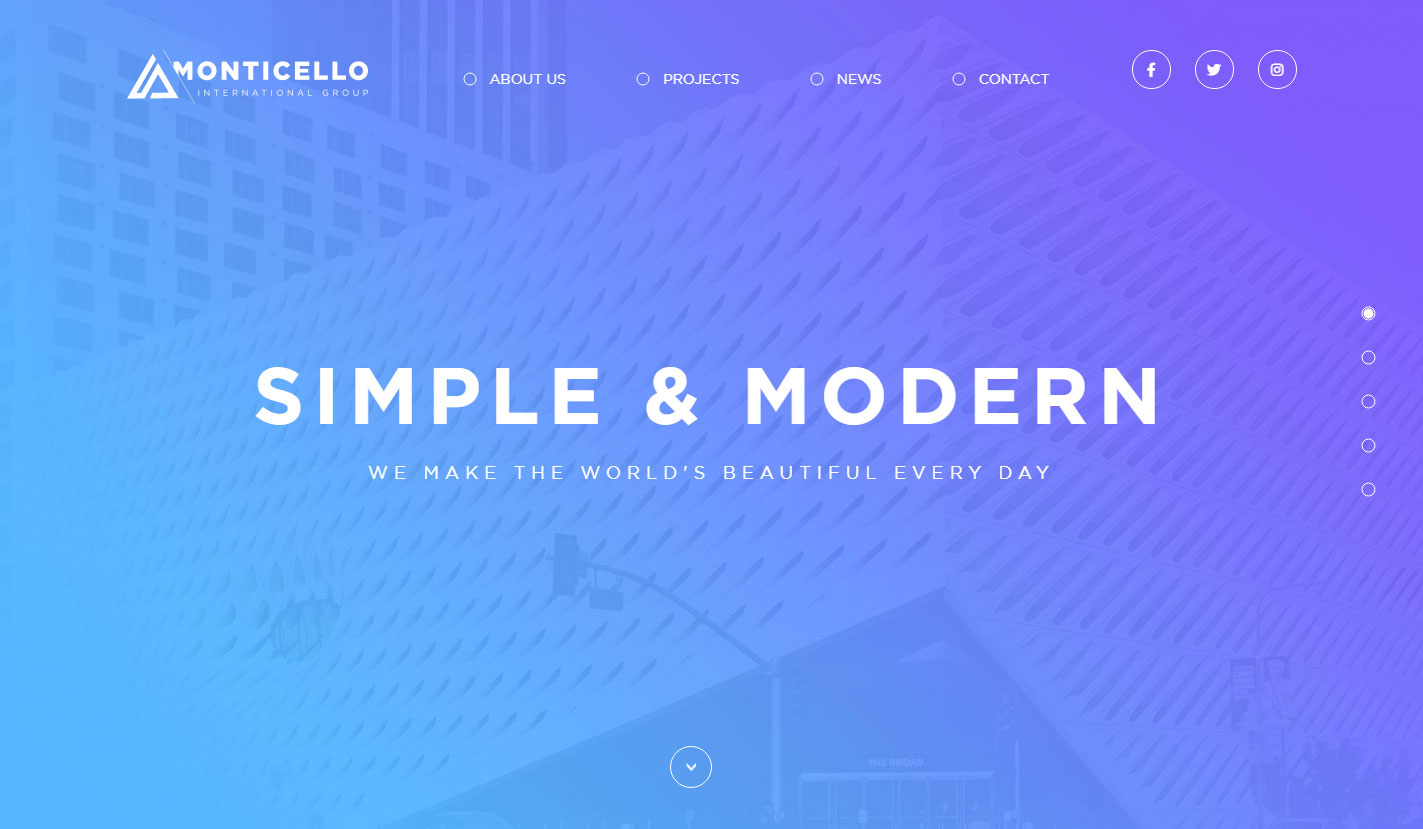 MONTICELLO
INTERNATIONAL GROUP
ABOUT US
PROJECTS
NEWS
CONTACT
SIMPLE & MODERN
WE MAKE THE WORLD'S BEAUTIFUL EVERY DAY
THE BROAD